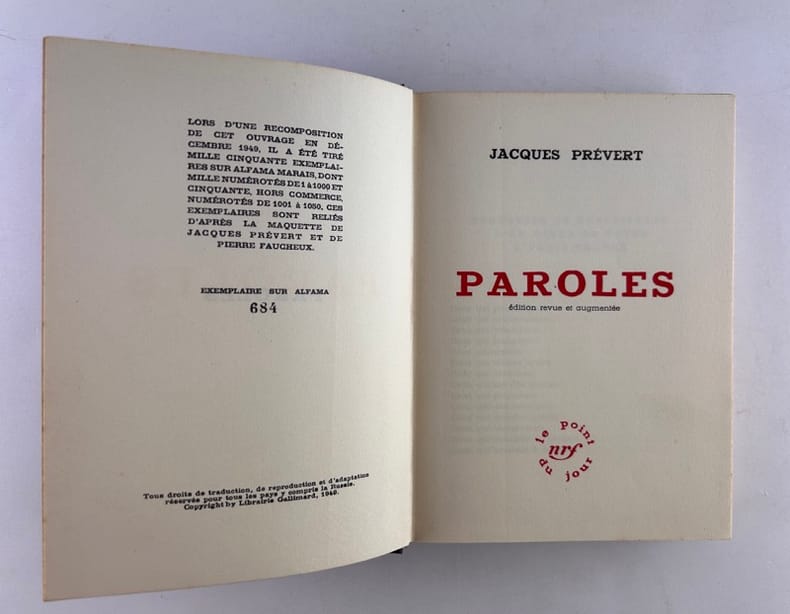 LORS D'UNE RECOMPOSITION
DE CET OUVRAGE EN DÉ-
CEMBRE 1949, IL A ÉTÉ TIRÉ
MILLE CINQUANTE EXEMPLAI-
RES SUR ALFAMA MARAIS, DONT
MILLE NUMÉROTÉS DE 1 à 1000 ET
CINQUANTE, HORS COMMERCE,
NUMÉROTÉS DE 1001 à 1050. CES
EXEMPLAIRES SONT RELIÉS
D'APRÈS LA MAQUETTE DE
JACQUES PRÉVERT ET DE
PIERRE FAUCHEUX.
EXEMPLAIRE SUR ALFAMA
684
Tous droits de traduction, de reproduction et d'adaptation
réservés pour tous les pays y compris la Russie.
Copyright by Librairie Gallimard, 1949.
JACQUES PRÉVERT
PAROLES
édition revue et augmentée
le Point
nrf
du jour